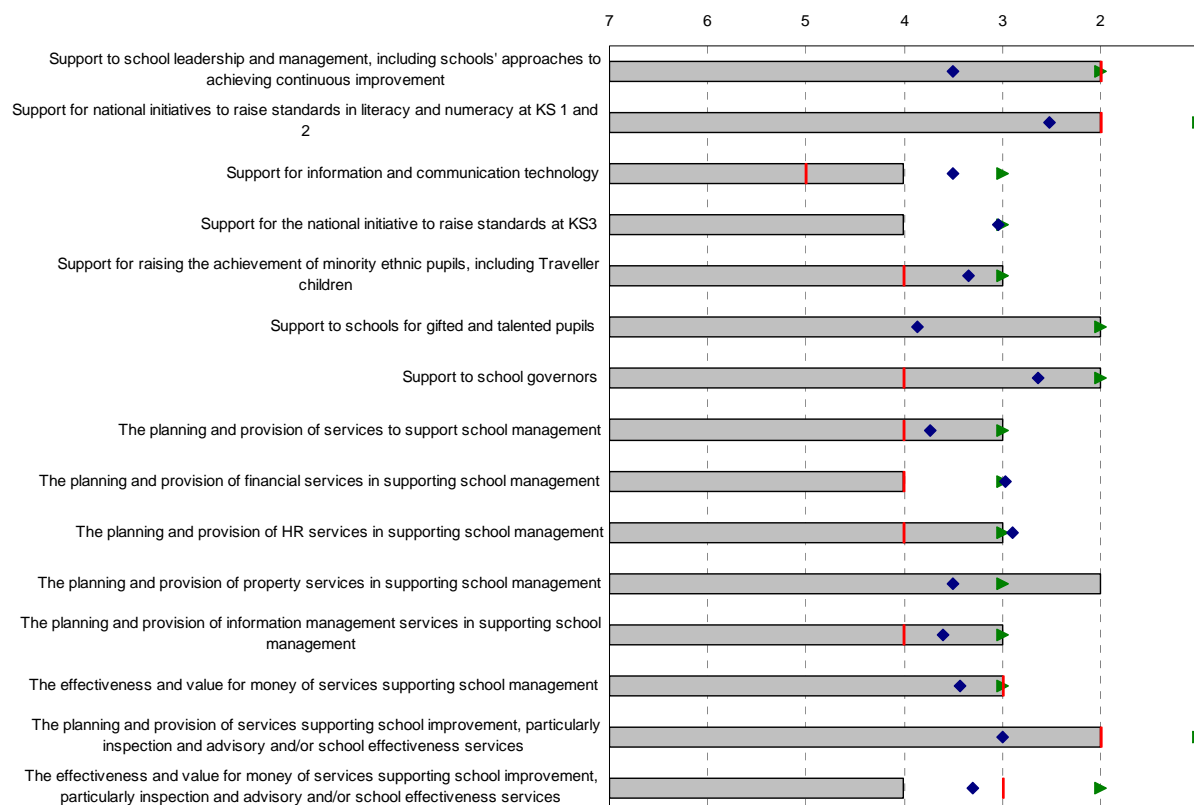 7 6 5 4 3 2
Support to school leadership and management, including schools' approaches to
achieving continuous improvement
Support for national initiatives to raise standards in literacy and numeracy at KS 1 and
2
Support for information and communication technology
Support for the national initiative to raise standards at KS3
Support for raising the achievement of minority ethnic pupils, including Traveller
children
Support to schools for gifted and talented pupils
Support to school governors
The planning and provision of services to support school management
The planning and provision of financial services in supporting school management
The planning and provision of HR services in supporting school management
The planning and provision of property services in supporting school management
The planning and provision of information management services in supporting school
management
The effectiveness and value for money of services supporting school management
The planning and provision of services supporting school improvement, particularly
inspection and advisory and/or school effectiveness services
The effectiveness and value for money of services supporting school improvement,
particularly inspection and advisory and/or school effectiveness services